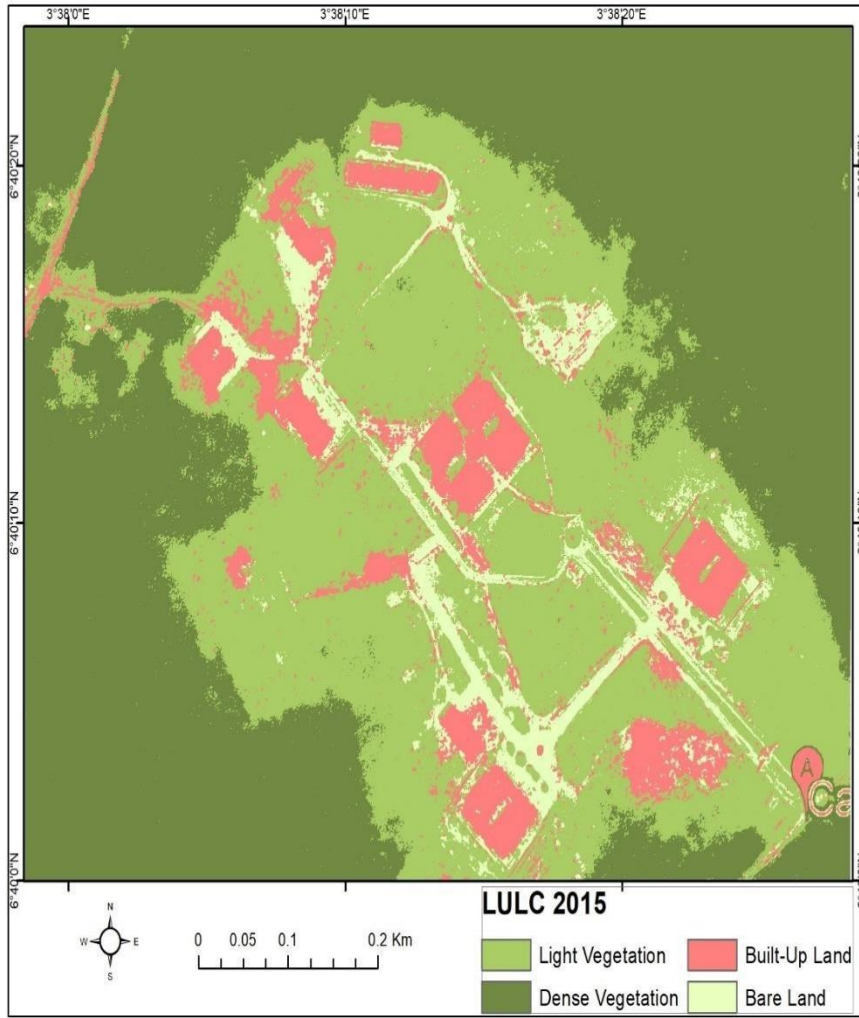 3°38'0"E 3°38'10"E 3°38'20"E
6°40'20"N
6°40'10"N
6°40'0"N
A
Ca
N
W E
S
0 0.05 0.1 0.2 Km
LULC 2015
Light Vegetation Built-Up Land
Dense Vegetation Bare Land